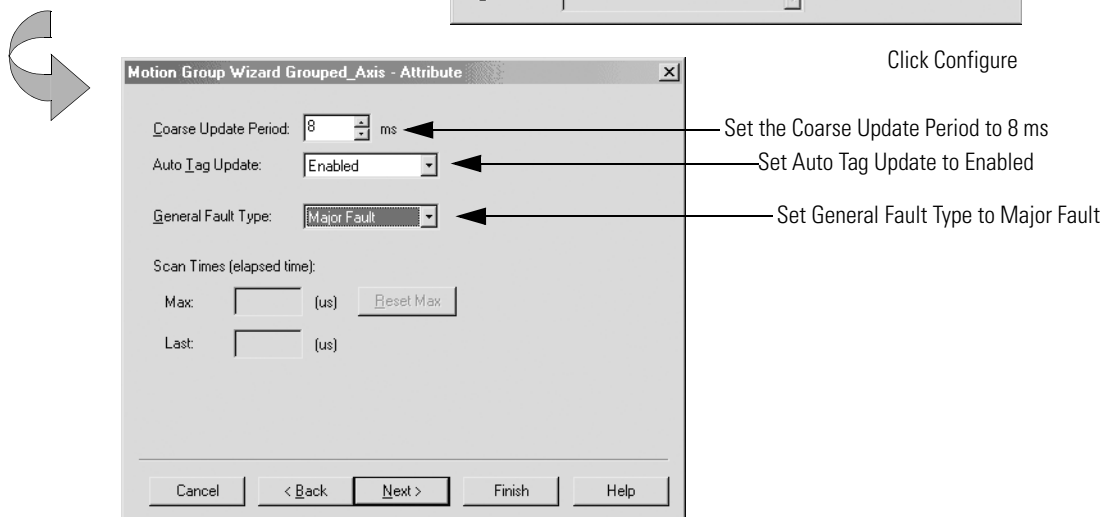 Click Configure
Motion Group Wizard Grouped_Axis - Attribute
Coarse Update Period: 8 ms
Set the Coarse Update Period to 8 ms
Auto Tag Update: Enabled
Set Auto Tag Update to Enabled
General Fault Type: Major Fault
Set General Fault Type to Major Fault
Scan Times (elapsed time):
Max: (us) Reset Max
Last: (us)
Cancel < Back Next > Finish Help